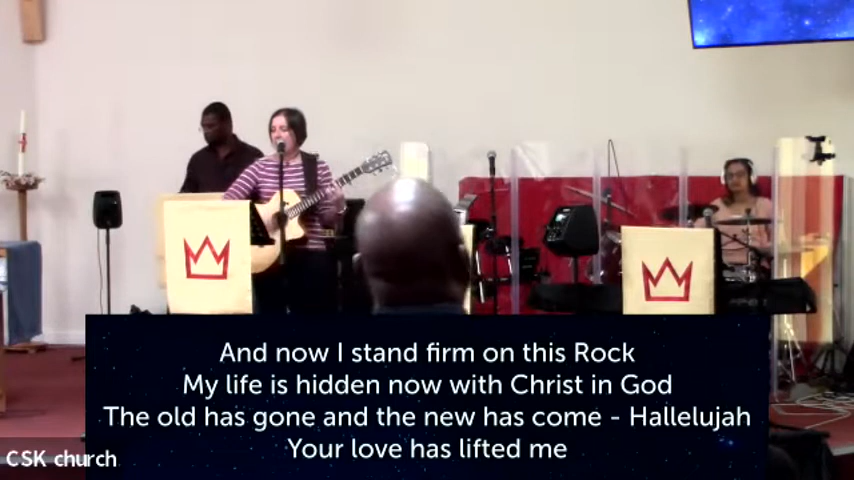 And now I stand firm on this Rock
My life is hidden now with Christ in God
The old has gone and the new has come - Hallelujah
Your love has lifted me
CSK church